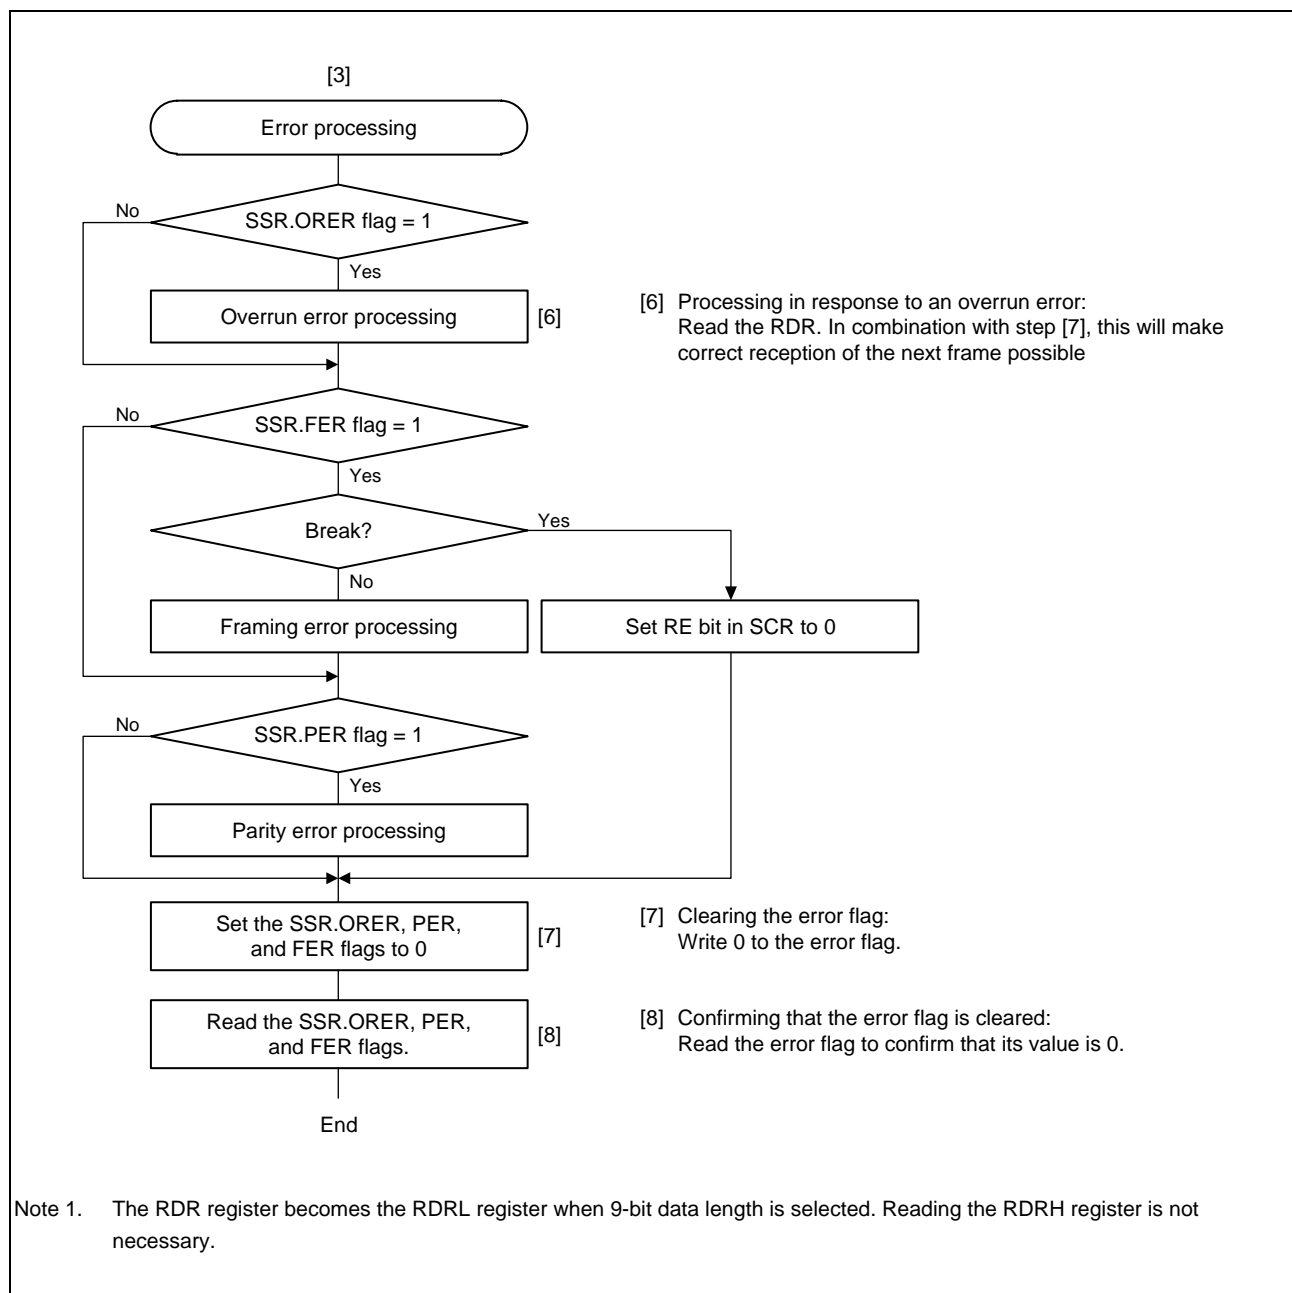 [3]
Error processing
No
SSR.ORER flag = 1
Yes
Overrun error processing
[6]
[6] Processing in response to an overrun error:
Read the RDR. In combination with step [7], this will make
correct reception of the next frame possible
No
SSR.FER flag = 1
Yes
Break?
Yes
No
Framing error processing
Set RE bit in SCR to 0
No
SSR.PER flag = 1
Yes
Parity error processing
Set the SSR.ORER, PER,
and FER flags to 0
[7]
[7] Clearing the error flag:
Write 0 to the error flag.
Read the SSR.ORER, PER,
and FER flags.
[8]
[8] Confirming that the error flag is cleared:
Read the error flag to confirm that its value is 0.
End
Note 1. The RDR register becomes the RDRL register when 9-bit data length is selected. Reading the RDRH register is not
necessary.